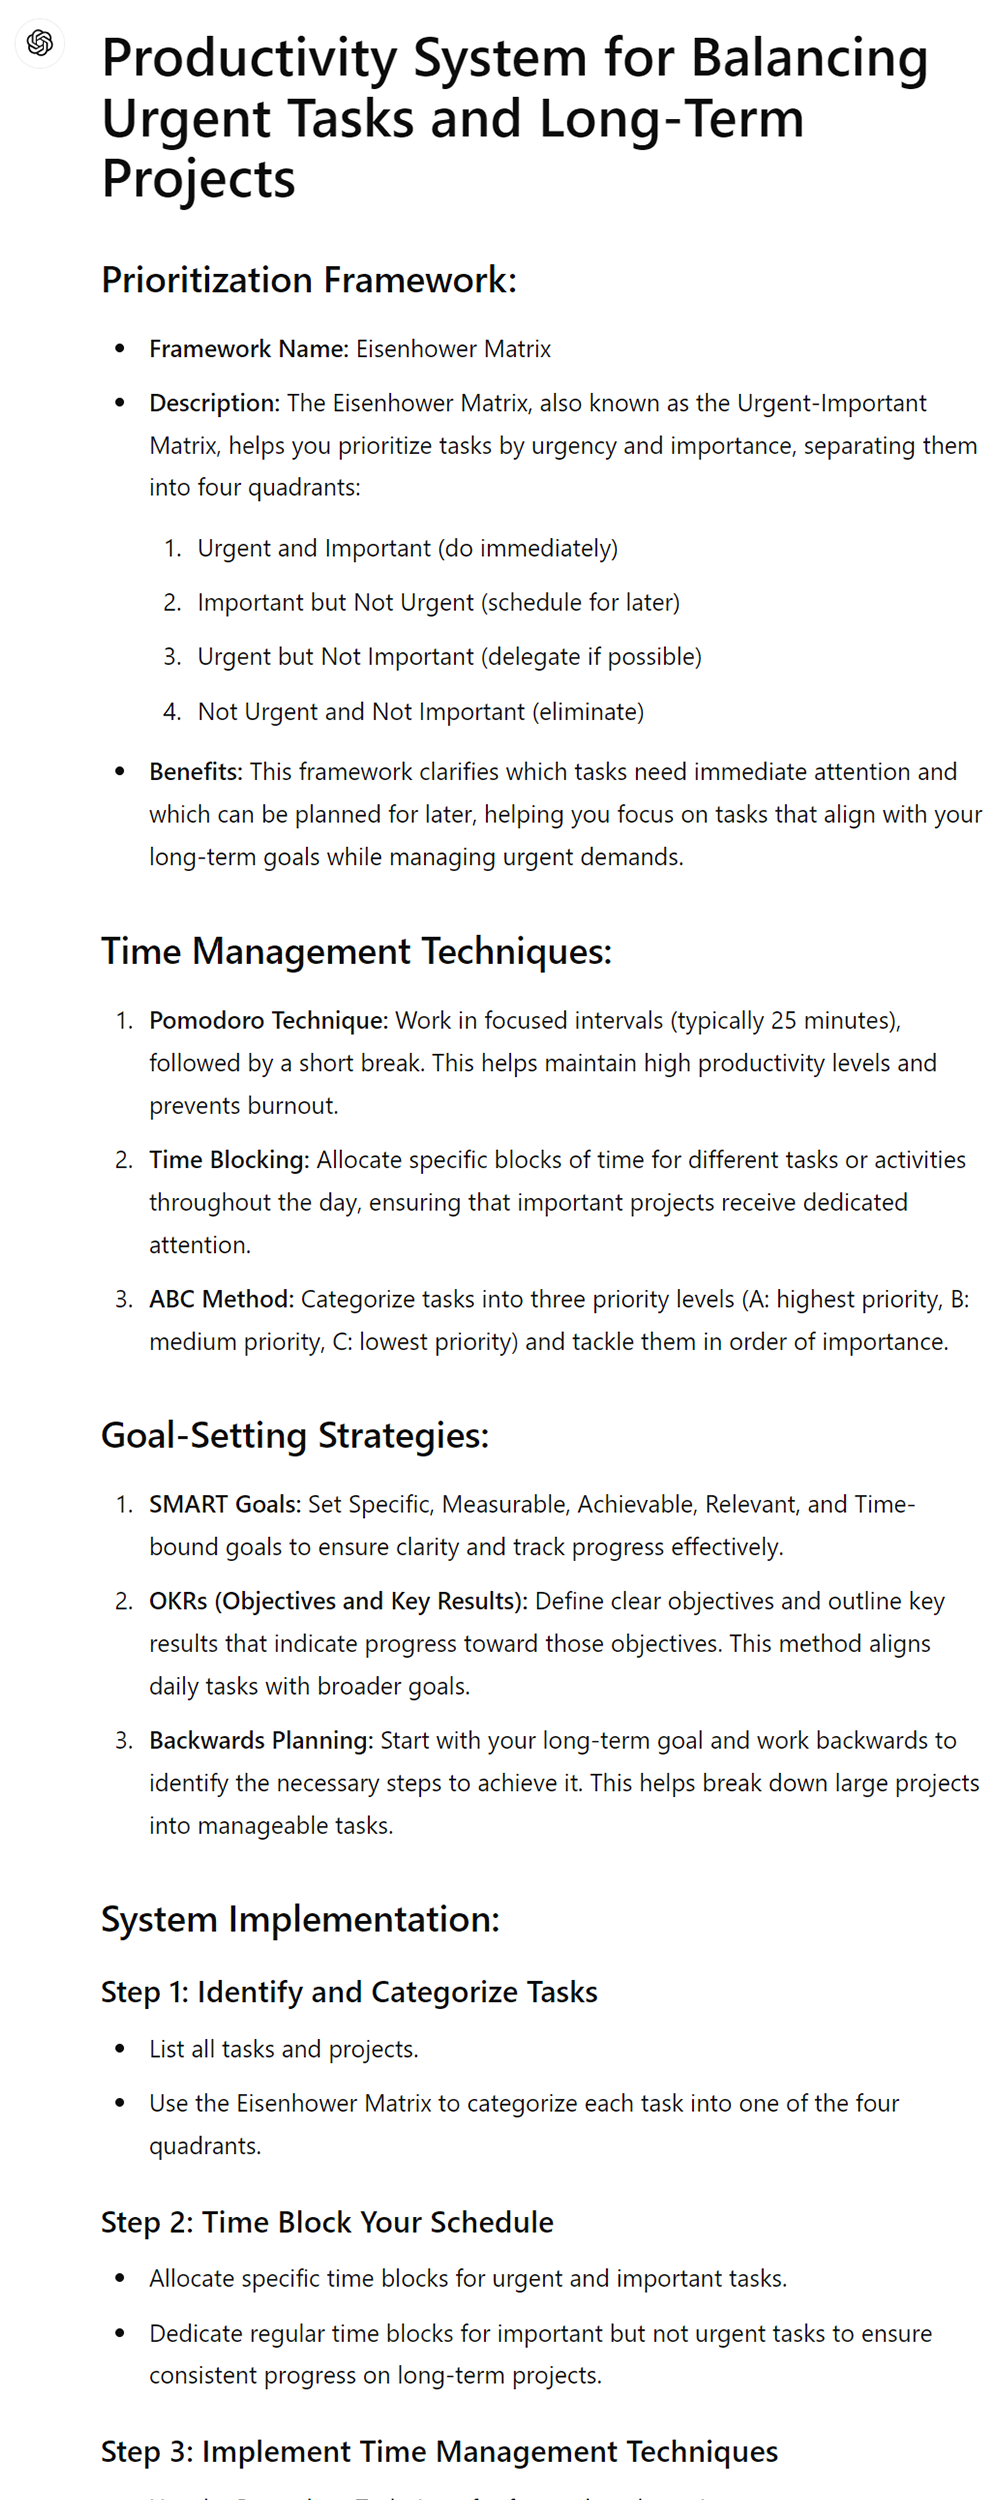 Productivity System for Balancing
Urgent Tasks and Long-Term
Projects
Prioritization Framework:
• Framework Name: Eisenhower Matrix
• Description: The Eisenhower Matrix, also known as the Urgent-Important
Matrix, helps you prioritize tasks by urgency and importance, separating them
into four quadrants:
1. Urgent and Important (do immediately)
2. Important but Not Urgent (schedule for later)
3. Urgent but Not Important (delegate if possible)
4. Not Urgent and Not Important (eliminate)
• Benefits: This framework clarifies which tasks need immediate attention and
which can be planned for later, helping you focus on tasks that align with your
long-term goals while managing urgent demands.
Time Management Techniques:
1. Pomodoro Technique: Work in focused intervals (typically 25 minutes),
followed by a short break. This helps maintain high productivity levels and
prevents burnout.
2. Time Blocking: Allocate specific blocks of time for different tasks or activities
throughout the day, ensuring that important projects receive dedicated
attention.
3. ABC Method: Categorize tasks into three priority levels (A: highest priority, B:
medium priority, C: lowest priority) and tackle them in order of importance.
Goal-Setting Strategies:
1. SMART Goals: Set Specific, Measurable, Achievable, Relevant, and Time-
bound goals to ensure clarity and track progress effectively.
2. OKRs (Objectives and Key Results): Define clear objectives and outline key
results that indicate progress toward those objectives. This method aligns
daily tasks with broader goals.
3. Backwards Planning: Start with your long-term goal and work backwards to
identify the necessary steps to achieve it. This helps break down large projects
into manageable tasks.
System Implementation:
Step 1: Identify and Categorize Tasks
• List all tasks and projects.
• Use the Eisenhower Matrix to categorize each task into one of the four
quadrants.
Step 2: Time Block Your Schedule
• Allocate specific time blocks for urgent and important tasks.
• Dedicate regular time blocks for important but not urgent tasks to ensure
consistent progress on long-term projects.
Step 3: Implement Time Management Techniques